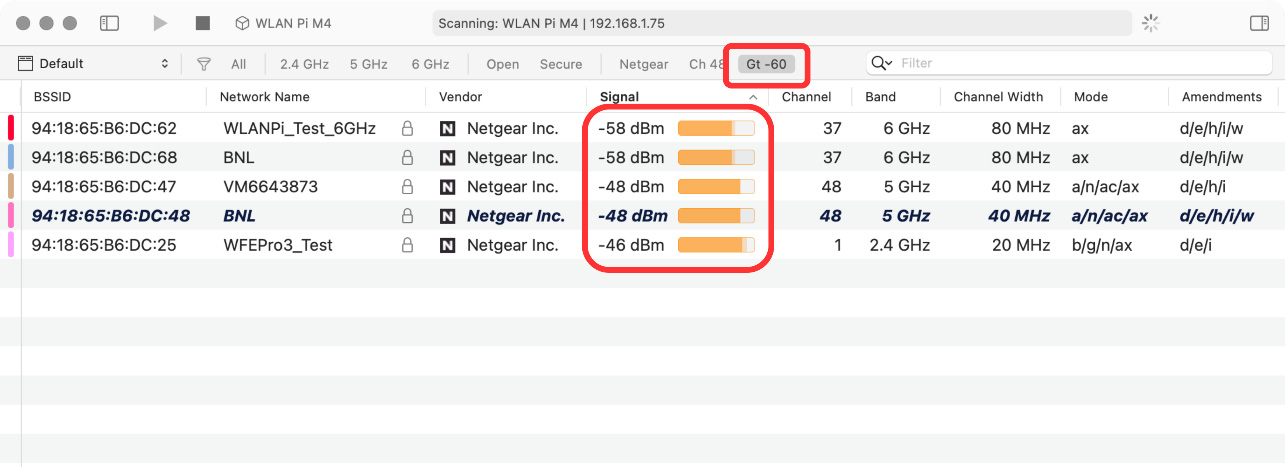 WLAN Pi M4 Scanning: WLAN Pi M4 | 192.168.1.75
Default All 2.4 GHz 5 GHz 6 GHz Open Secure Netgear Ch 48 Gt -60 Filter
BSSID Network Name Vendor Signal Channel Band Channel Width Mode Amendments
94:18:65:B6:DC:62 WLANPi_Test_6GHz N Netgear Inc. -58 dBm 37 6 GHz 80 MHz ax d/e/h/i/w
94:18:65:B6:DC:68 BNL N Netgear Inc. -58 dBm 37 6 GHz 80 MHz ax d/e/h/i/w
94:18:65:B6:DC:47 VM6643873 N Netgear Inc. -48 dBm 48 5 GHz 40 MHz a/n/ac/ax d/e/h/i
94:18:65:B6:DC:48 BNL N Netgear Inc. -48 dBm 48 5 GHz 40 MHz a/n/ac/ax d/e/h/i/w
94:18:65:B6:DC:25 WFEPro3_Test N Netgear Inc. -46 dBm 1 2.4 GHz 20 MHz b/g/n/ax d/e/i